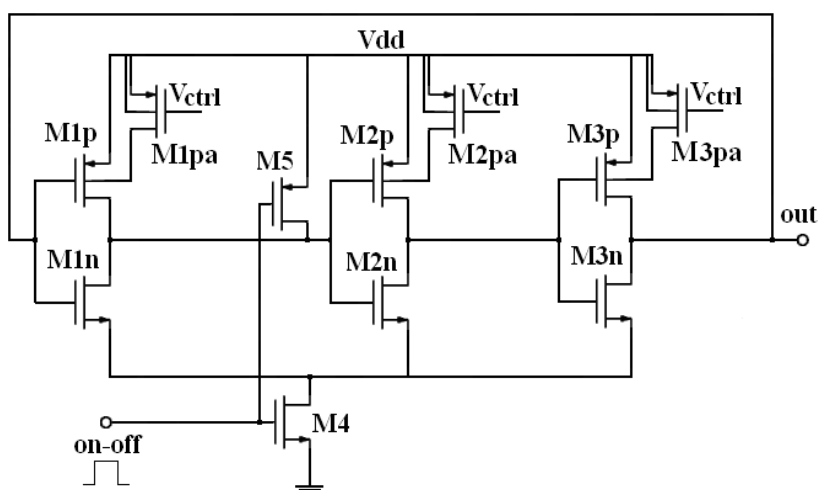 Vdd
Vctrl
Vctrl
Vctrl
M1p
M2p
M3p
M1pa
M5
M2pa
M3pa
out
M1n
M2n
M3n
M4
on-off